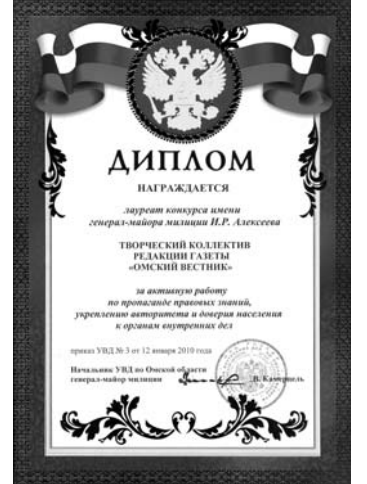 ДИПЛОМ
НАГРАЖДАЕТСЯ
лауреат конкурса имени
генерал-майора милиции И.Р. Алексеева
ТВОРЧЕСКИЙ КОЛЛЕКТИВ
РЕДАКЦИИ ГАЗЕТЫ
«ОМСКИЙ ВЕСТНИК»
за активную работу
по пропаганде правовых знаний,
укреплению авторитета и доверия населения
к органам внутренних дел
приказ УВД № 3 от 12 января 2010 года
Начальник УВД по Омской области
генерал-майор милиции В. Камерцель